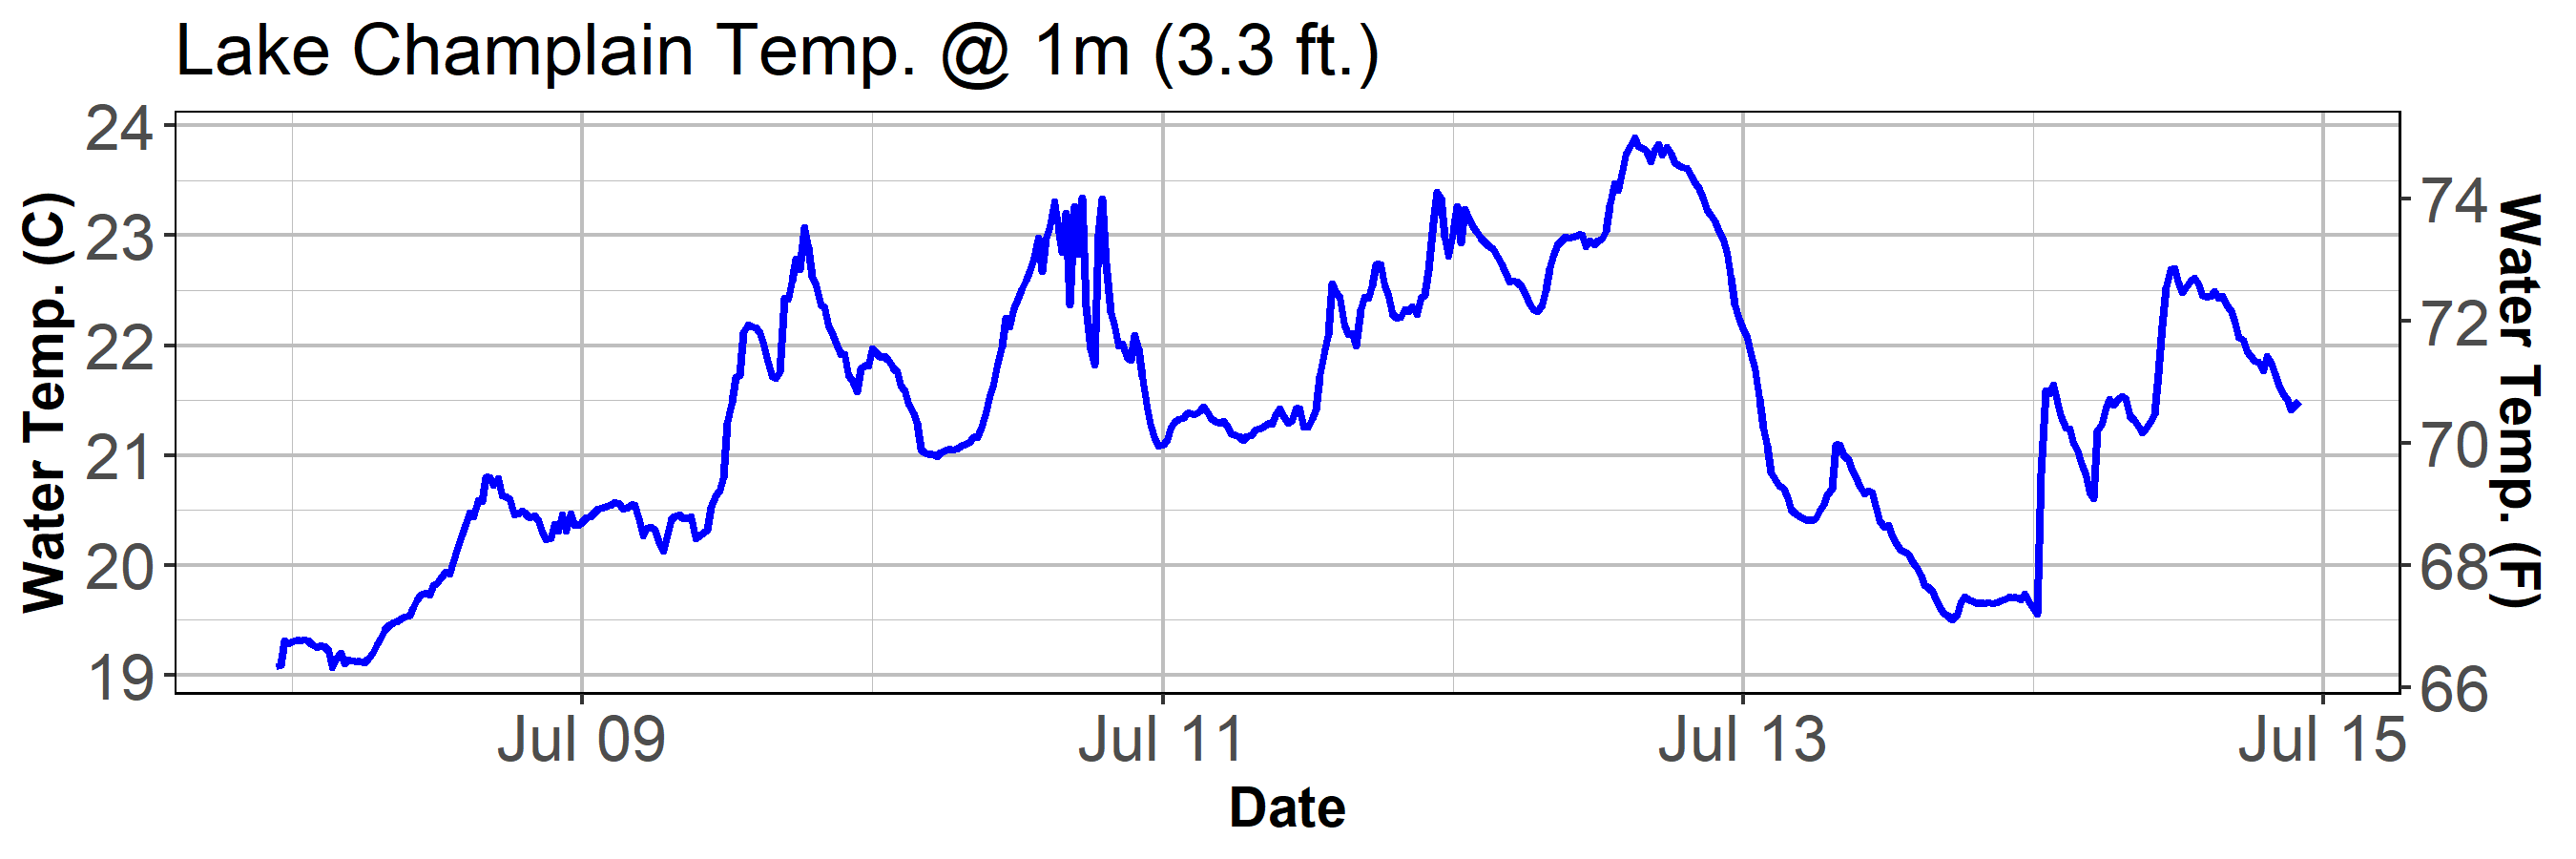 Lake Champlain Temp. @ 1m (3.3 ft.)
Water Temp. (C)
24
23
22
21
20
19
74
72
70
68
66
Water Temp. (F)
Jul 09 Jul 11 Jul 13 Jul 15
Date